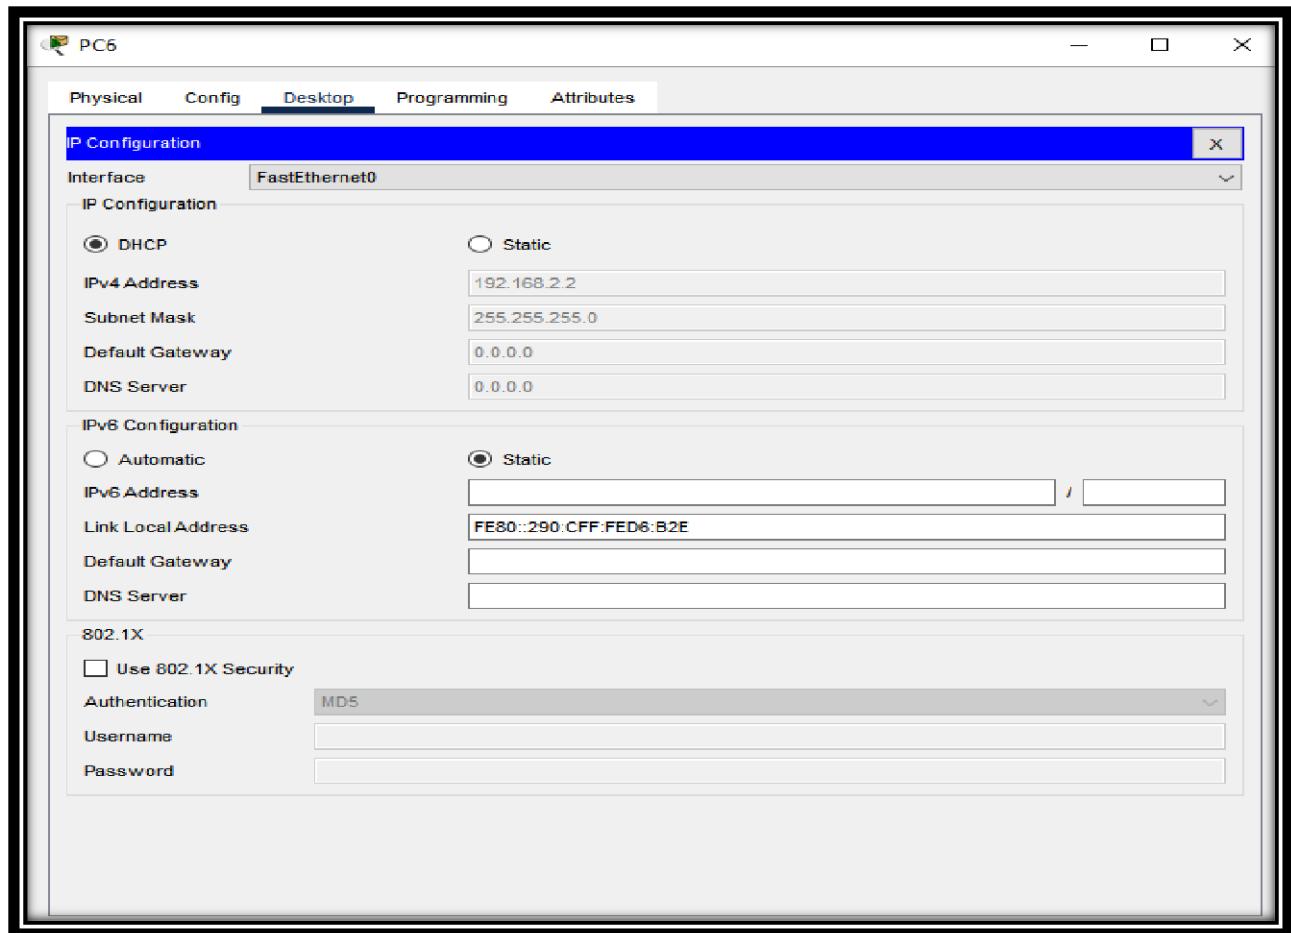 PC6
Physical Config Desktop Programming Attributes
IP Configuration X
Interface FastEthernet0
IP Configuration
DHCP Static
IPv4 Address 192.168.2.2
Subnet Mask 255.255.255.0
Default Gateway 0.0.0.0
DNS Server 0.0.0.0
IPv6 Configuration
Automatic Static
IPv6 Address /
Link Local Address FE80::290:CFF:FED6:B2E
Default Gateway
DNS Server
802.1X
Use 802.1X Security
Authentication MD5
Username
Password